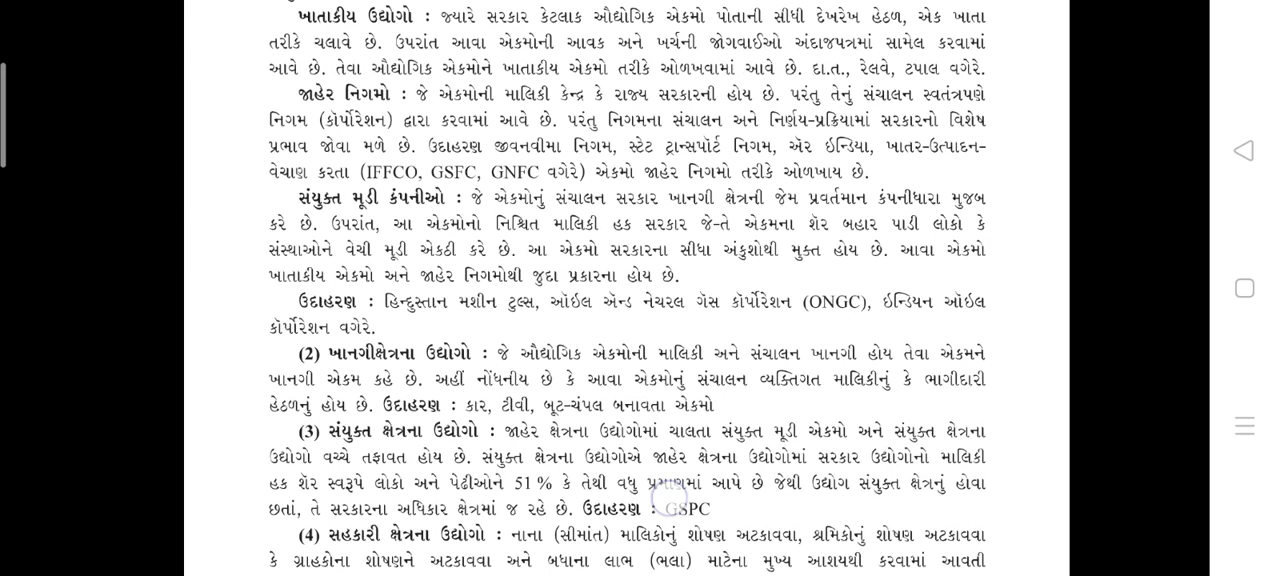 ખાતાકીય ઉદ્યોગો : જ્યારે સરકાર કેટલાક ઔદ્યોગિક એકમો પોતાની સીધી દેખરેખ હેઠળ, એક ખાતા
તરીકે ચલાવે છે. ઉપરાંત આવા એકમોની આવક અને ખર્ચની જોગવાઈઓ અંદાજપત્રમાં સામેલ કરવામાં
આવે છે. તેવા ઔદ્યોગિક એકમોને ખાતાકીય એકમો તરીકે ઓળખવામાં આવે છે. દા.ત., રેલવે, ટપાલ વગેરે.
જાહેર નિગમો : જે એકમોની માલિકી કેન્દ્ર કે રાજ્ય સરકારની હોય છે. પરંતુ તેનું સંચાલન સ્વતંત્રપણે
નિગમ (કૉર્પોરેશન) દ્વારા કરવામાં આવે છે. પરંતુ નિગમના સંચાલન અને નિર્ણય-પ્રક્રિયામાં સરકારનો વિશેષ
પ્રભાવ જોવા મળે છે. ઉદાહરણ જીવનવીમા નિગમ, સ્ટેટ ટ્રાન્સપૉર્ટ નિગમ, ઍર ઇન્ડિયા, ખાતર-ઉત્પાદન-
વેચાણ કરતા (IFFCO, GSFC, GNFC વગેરે) એકમો જાહેર નિગમો તરીકે ઓળખાય છે.
સંયુક્ત મૂડી કંપનીઓ : જે એકમોનું સંચાલન સરકાર ખાનગી ક્ષેત્રની જેમ પ્રવર્તમાન કંપનીધારા મુજબ
કરે છે. ઉપરાંત, આ એકમોનો નિશ્ચિત માલિકી હક સરકાર જે-તે એકમના શૅર બહાર પાડી લોકો કે
સંસ્થાઓને વેચી મૂડી એકઠી કરે છે. આ એકમો સરકારના સીધા અંકુશોથી મુક્ત હોય છે. આવા એકમો
ખાતાકીય એકમો અને જાહેર નિગમોથી જુદા પ્રકારના હોય છે.
ઉદાહરણ : હિન્દુસ્તાન મશીન ટુલ્સ, ઑઇલ ઍન્ડ નેચરલ ગૅસ કૉર્પોરેશન (ONGC), ઇન્ડિયન ઑઇલ
કૉર્પોરેશન વગેરે.
(2) ખાનગીક્ષેત્રના ઉદ્યોગો : જે ઔદ્યોગિક એકમોની માલિકી અને સંચાલન ખાનગી હોય તેવા એકમને
ખાનગી એકમ કહે છે. અહીં નોંધનીય છે કે આવા એકમોનું સંચાલન વ્યક્તિગત માલિકીનું કે ભાગીદારી
હેઠળનું હોય છે. ઉદાહરણ : કાર, ટીવી, બૂટ-ચંપલ બનાવતા એકમો
(3) સંયુક્ત ક્ષેત્રના ઉદ્યોગો : જાહેર ક્ષેત્રના ઉદ્યોગોમાં ચાલતા સંયુક્ત મૂડી એકમો અને સંયુક્ત ક્ષેત્રના
ઉદ્યોગો વચ્ચે તફાવત હોય છે. સંયુક્ત ક્ષેત્રના ઉદ્યોગોએ જાહેર ક્ષેત્રના ઉદ્યોગોમાં સરકાર ઉદ્યોગોનો માલિકી
હક શૅર સ્વરૂપે લોકો અને પેઢીઓને 51 % કે તેથી વધુ પ્રમાણમાં આપે છે જેથી ઉદ્યોગ સંયુક્ત ક્ષેત્રનું હોવા
છતાં, તે સરકારના અધિકાર ક્ષેત્રમાં જ રહે છે. ઉદાહરણ : GSPC
(4) સહકારી ક્ષેત્રના ઉદ્યોગો : નાના (સીમાંત) માલિકોનું શોષણ અટકાવવા, શ્રમિકોનું શોષણ અટકાવવા
કે ગ્રાહકોના શોષણને અટકાવવા અને બધાના લાભ (ભલા) માટેના મુખ્ય આશયથી કરવામાં આવતી